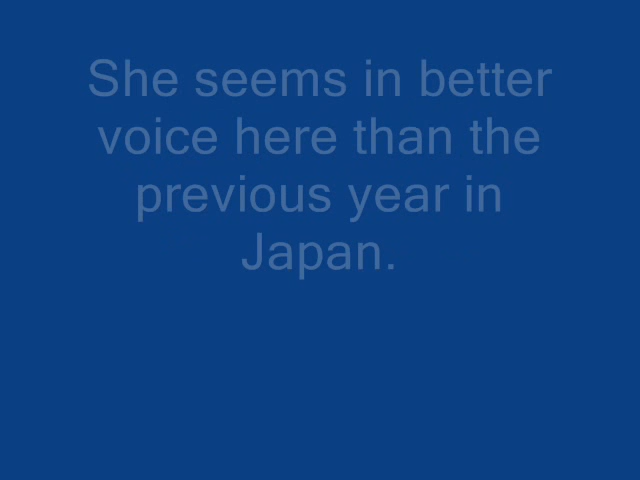 She seems in better
voice here than the
previous year in
Japan.